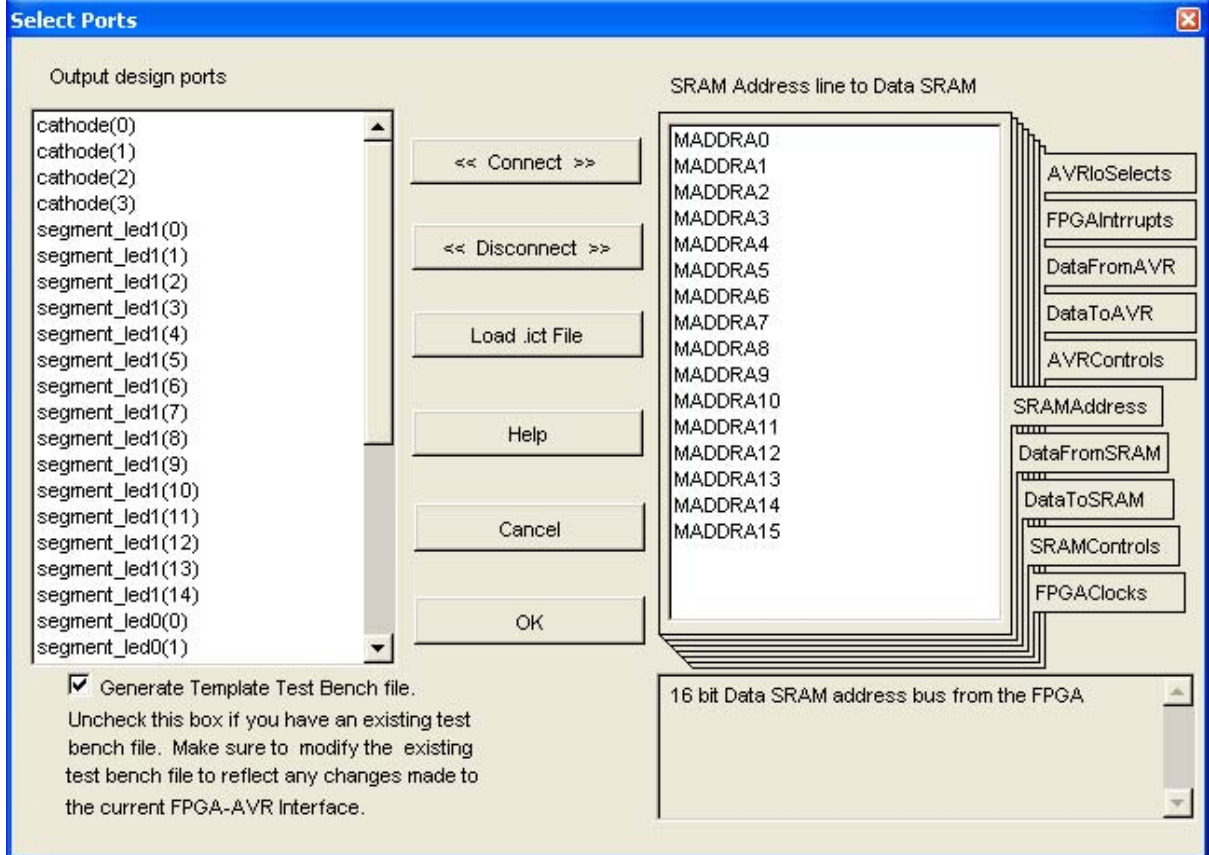 Select Ports
Output design ports
cathode(0)
cathode(1)
cathode(2)
cathode(3)
segment_led1(0)
segment_led1(1)
segment_led1(2)
segment_led1(3)
segment_led1(4)
segment_led1(5)
segment_led1(6)
segment_led1(7)
segment_led1(8)
segment_led1(9)
segment_led1(10)
segment_led1(11)
segment_led1(12)
segment_led1(13)
segment_led1(14)
segment_led0(0)
segment_led0(1)
Generate Template Test Bench file.
Uncheck this box if you have an existing test
bench file. Make sure to modify the existing
test bench file to reflect any changes made to
the current FPGA-AVR Interface.
<< Connect >>
<< Disconnect >>
Load .ict File
Help
Cancel
OK
SRAM Address line to Data SRAM
MADDRA0
MADDRA1
MADDRA2
MADDRA3
MADDRA4
MADDRA5
MADDRA6
MADDRA7
MADDRA8
MADDRA9
MADDRA10
MADDRA11
MADDRA12
MADDRA13
MADDRA14
MADDRA15
AVRIoSelects
FPGAIntrrupts
DataFromAVR
DataToAVR
AVRControls
SRAMAddress
DataFromSRAM
DataToSRAM
SRAMControls
FPGAClocks
16 bit Data SRAM address bus from the FPGA